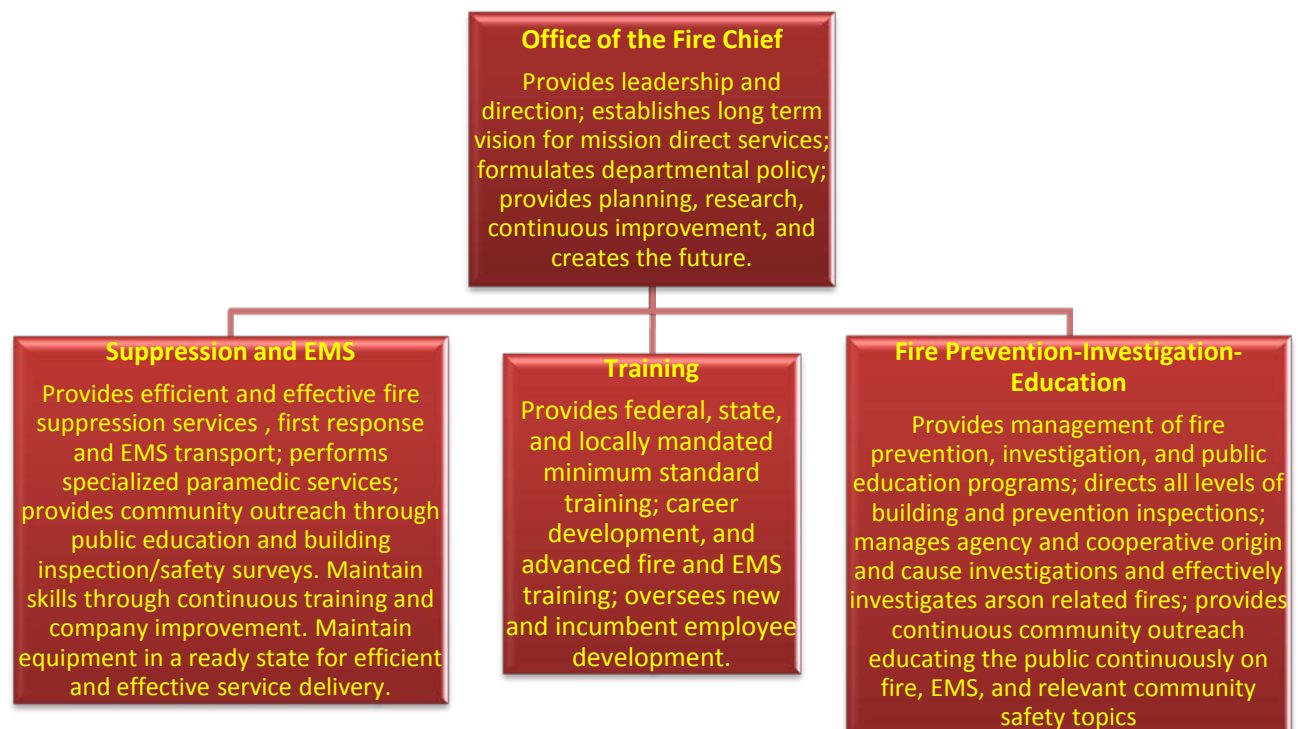 Office of the Fire Chief
Provides leadership and
direction; establishes long term
vision for mission direct services;
formulates departmental policy;
provides planning, research,
continuous improvement, and
creates the future.
Suppression and EMS
Provides efficient and effective fire
suppression services , first response
and EMS transport; performs
specialized paramedic services;
provides community outreach through
public education and building
inspection/safety surveys. Maintain
skills through continuous training and
company improvement. Maintain
equipment in a ready state for efficient
and effective service delivery.
Training
Provides federal, state,
and locally mandated
minimum standard
training; career
development, and
advanced fire and EMS
training; oversees new
and incumbent employee
development.
Fire Prevention-Investigation-
Education
Provides management of fire
prevention, investigation, and public
education programs; directs all levels of
building and prevention inspections;
manages agency and cooperative origin
and cause investigations and effectively
investigates arson related fires; provides
continuous community outreach
educating the public continuously on
fire, EMS, and relevant community
safety topics